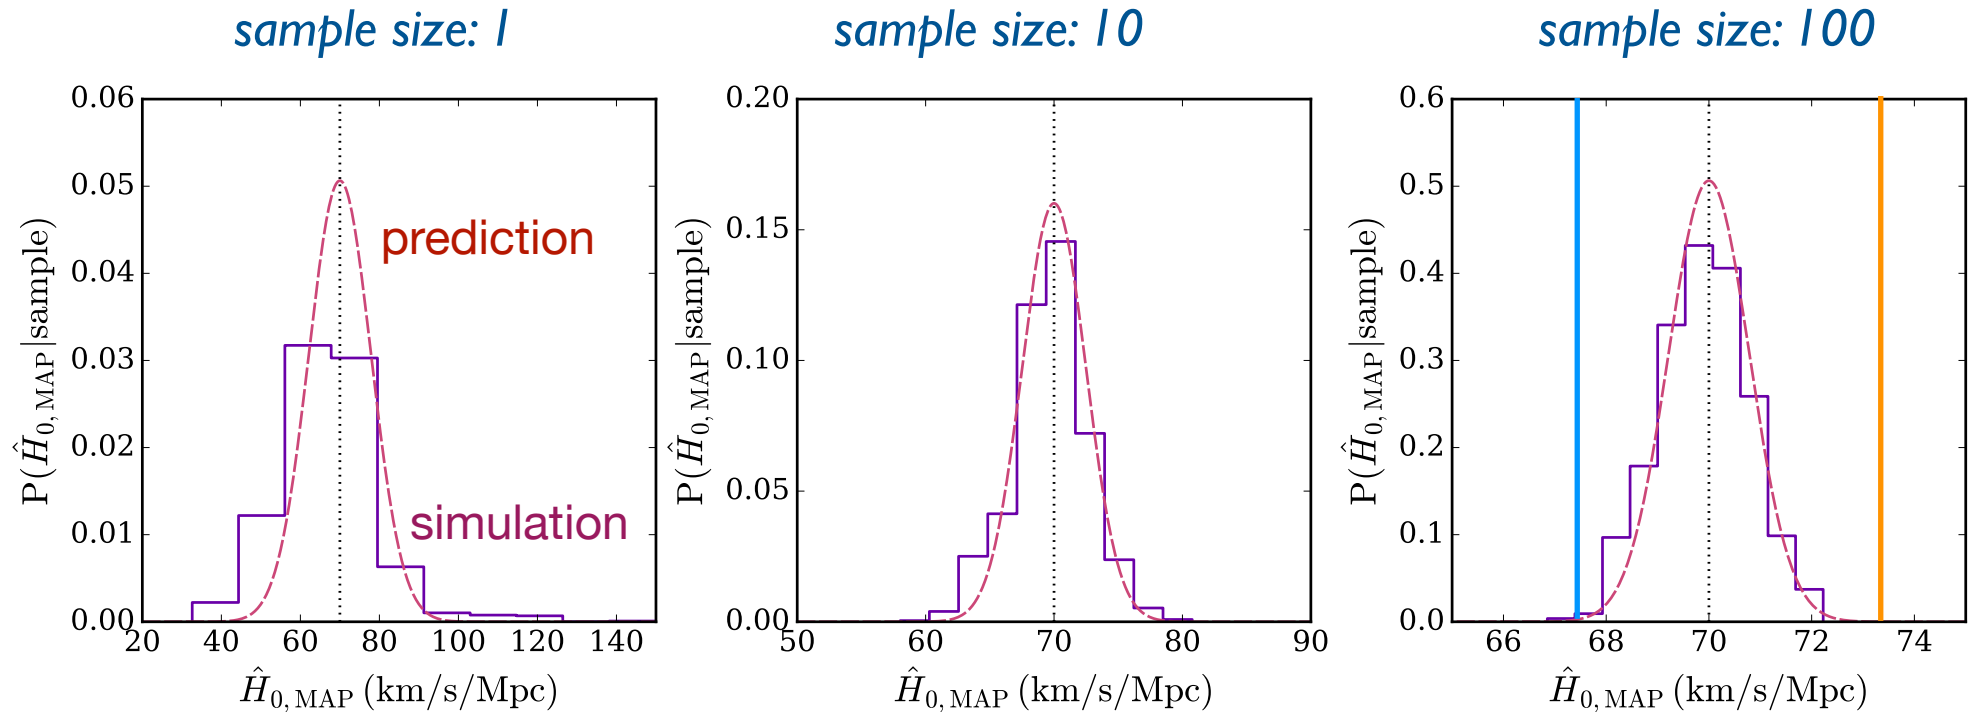 sample size: 1
sample size: 10
sample size: 100
0.06
0.05
0.04
0.03
0.02
0.01
0.00
20 40 60 80 100 120 140
P(Ĥ0,MAP|sample)
Ĥ0,MAP (km/s/Mpc)
prediction
simulation
0.20
0.15
0.10
0.05
0.00
50 60 70 80 90
P(Ĥ0,MAP|sample)
Ĥ0,MAP (km/s/Mpc)
0.6
0.5
0.4
0.3
0.2
0.1
0.0
66 68 70 72 74
P(Ĥ0,MAP|sample)
Ĥ0,MAP (km/s/Mpc)